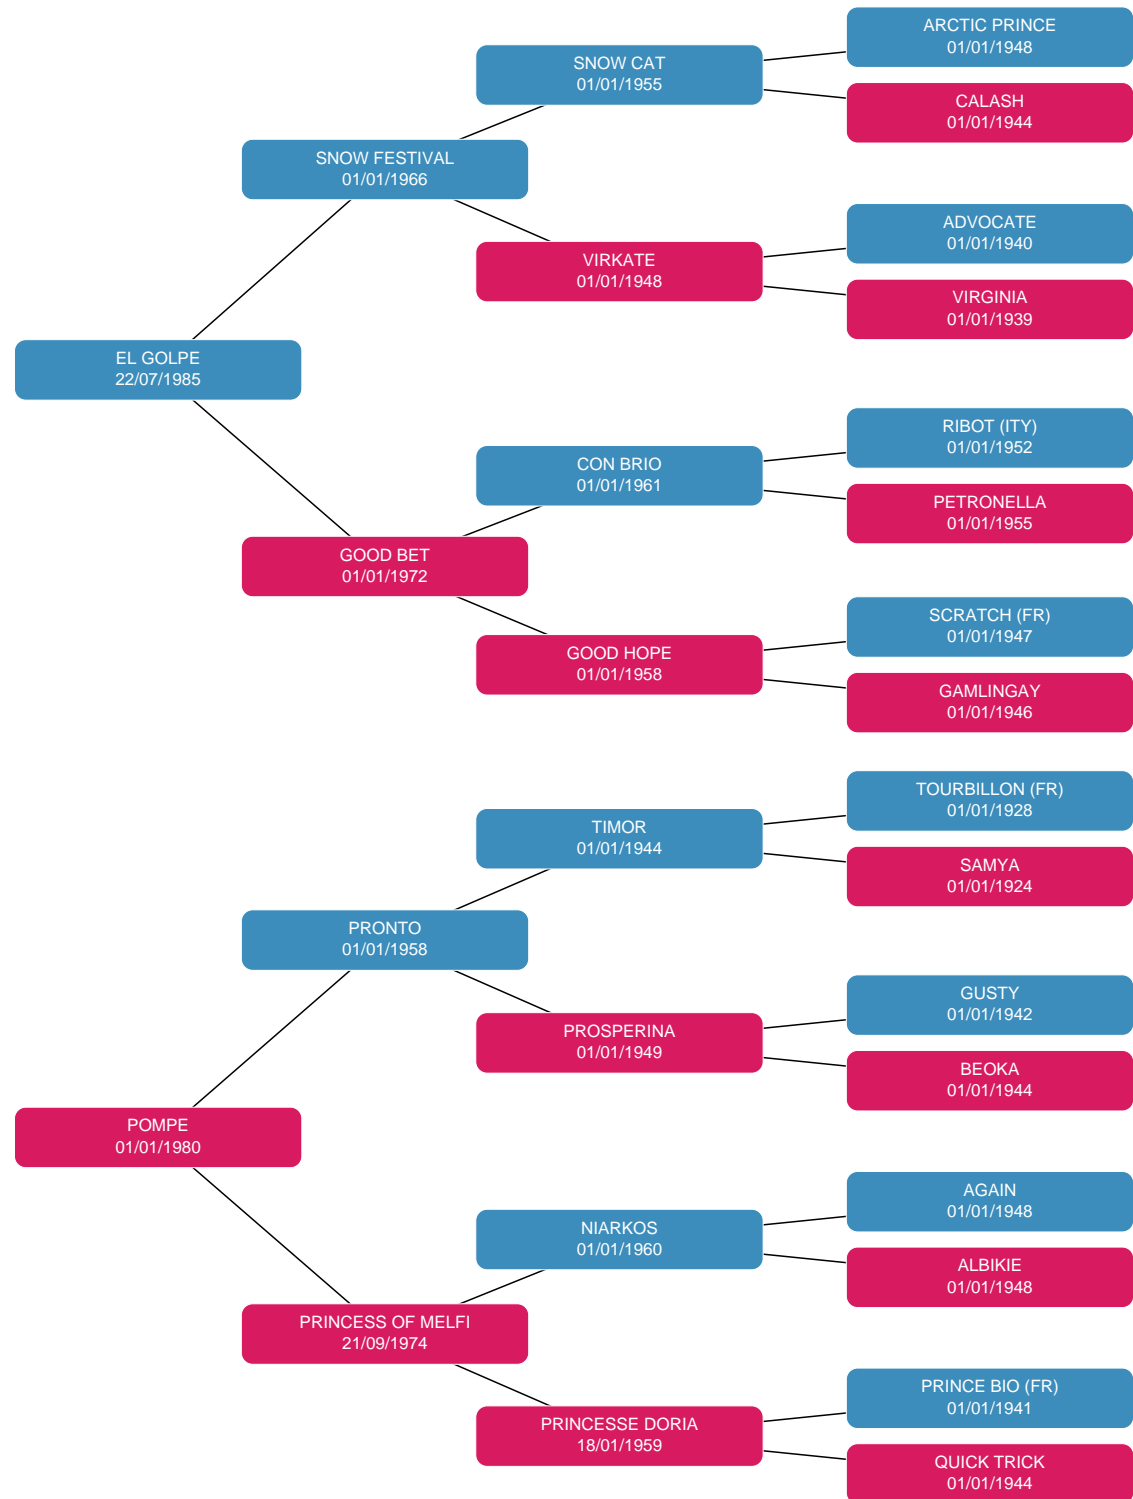 ARCTIC PRINCE
01/01/1948
SNOW CAT
01/01/1955
CALASH
01/01/1944
SNOW FESTIVAL
01/01/1966
ADVOCATE
01/01/1940
VIRKATE
01/01/1948
VIRGINIA
01/01/1939
EL GOLPE
22/07/1985
RIBOT (ITY)
01/01/1952
CON BRIO
01/01/1961
PETRONELLA
01/01/1955
GOOD BET
01/01/1972
SCRATCH (FR)
01/01/1947
GOOD HOPE
01/01/1958
GAMLINGAY
01/01/1946
TOURBILLON (FR)
01/01/1928
TIMOR
01/01/1944
SAMYA
01/01/1924
PRONTO
01/01/1958
GUSTY
01/01/1942
PROSPERINA
01/01/1949
BEOKA
01/01/1944
POMPE
01/01/1980
AGAIN
01/01/1948
NIARKOS
01/01/1960
ALBIKIE
01/01/1948
PRINCESS OF MELFI
21/09/1974
PRINCE BIO (FR)
01/01/1941
PRINCESSE DORIA
18/01/1959
QUICK TRICK
01/01/1944